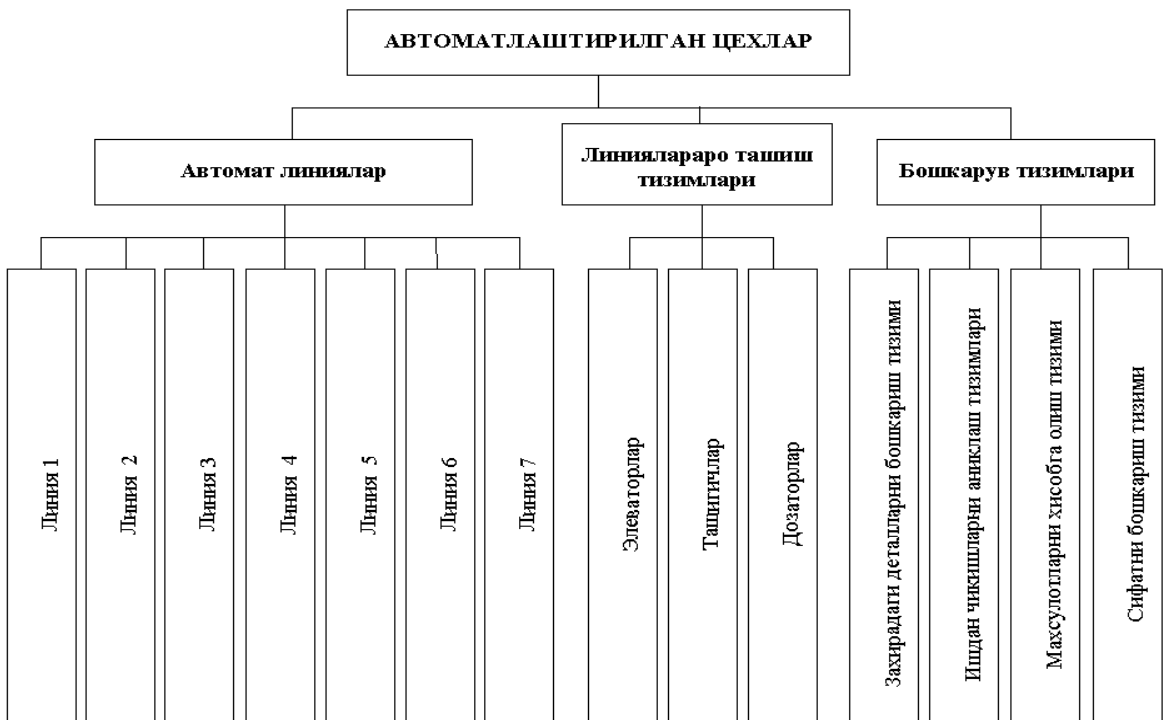 АВТОМАТЛАШТИРИЛГАН ЦЕХЛАР
Автомат линиялар
Линиялараро ташиш
тизимлари
Бошкарув тизимлари
Линия 1
Линия 2
Линия 3
Линия 4
Линия 5
Линия 6
Линия 7
Элеваторлар
Ташигичлар
Дозаторлар
Захирадаги деталларни бошкариш тизими
Ишдан чикишларни аниклаш тизимлари
Махсулотларни хисобга олиш тизими
Сифатни бошкариш тизими